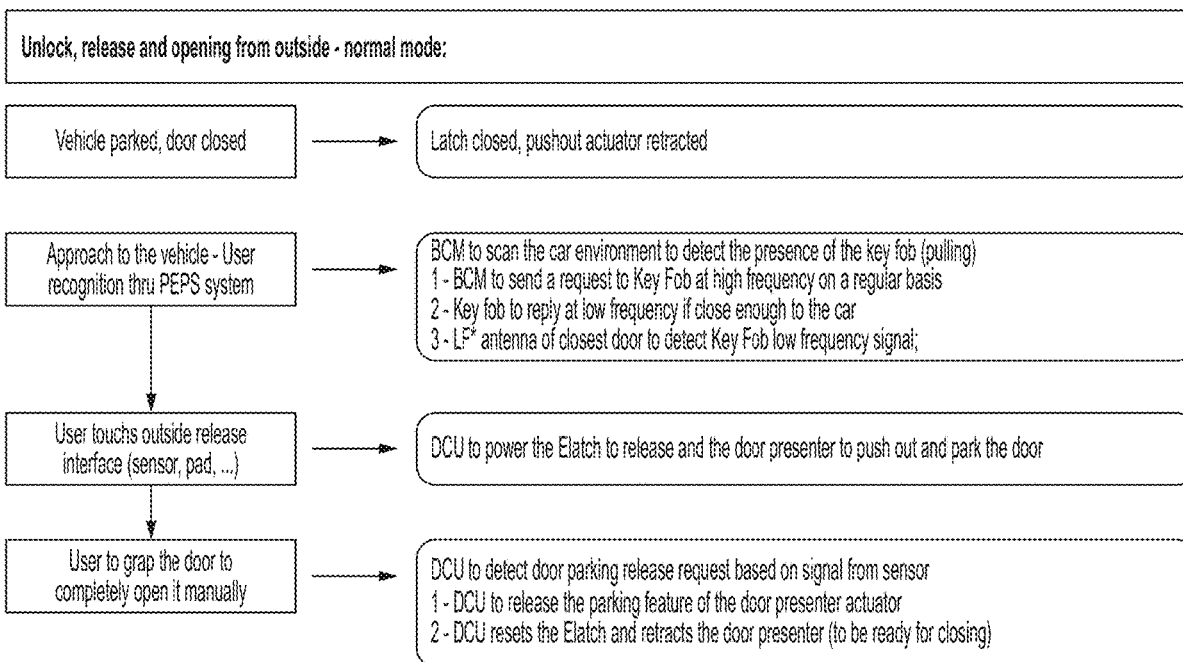 Unlock, release and opening from outside - normal mode:
Vehicle parked, door closed
Latch closed, pushout actuator retracted
Approach to the vehicle - User
recognition thru PEPS system
BCM to scan the car environment to detect the presence of the key fob (pulling)
1 - BCM to send a request to Key Fob at high frequency on a regular basis
2 - Key fob to reply at low frequency if close enough to the car
3 - LF* antenna of closest door to detect Key Fob low frequency signal;
User touchs outside release
interface (sensor, pad, ...)
DCU to power the Elatch to release and the door presenter to push out and park the door
User to grap the door to
completely open it manually
DCU to detect door parking release request based on signal from sensor
1 - DCU to release the parking feature of the door presenter actuator
2 - DCU resets the Elatch and retracts the door presenter (to be ready for closing)